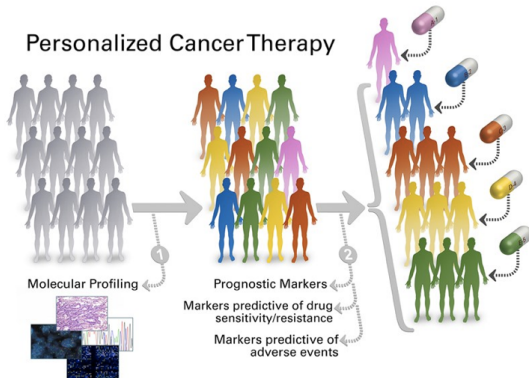 Personalized Cancer Therapy
1
2
Molecular Profiling
Prognostic Markers
Markers predictive of drug
sensitivity/resistance
Markers predictive of
adverse events